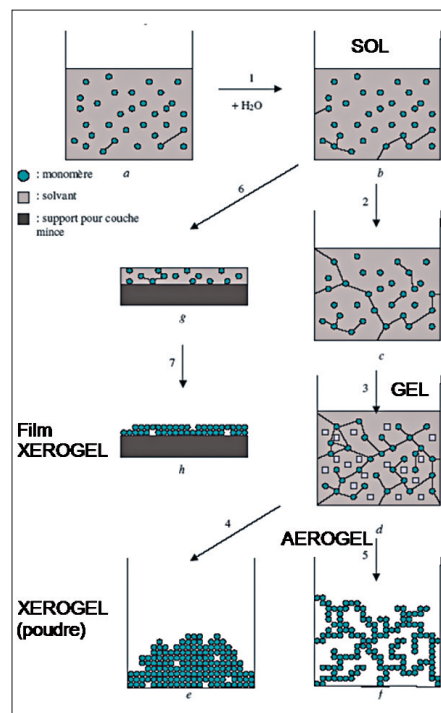 SOL
1
+ H2O
a
b
: monomère
: solvant
: support pour couche
mince
6
2
g
c
7
3
GEL
Film
XEROGEL
h
d
4
AEROGEL
5
XEROGEL
(poudre)
e
f